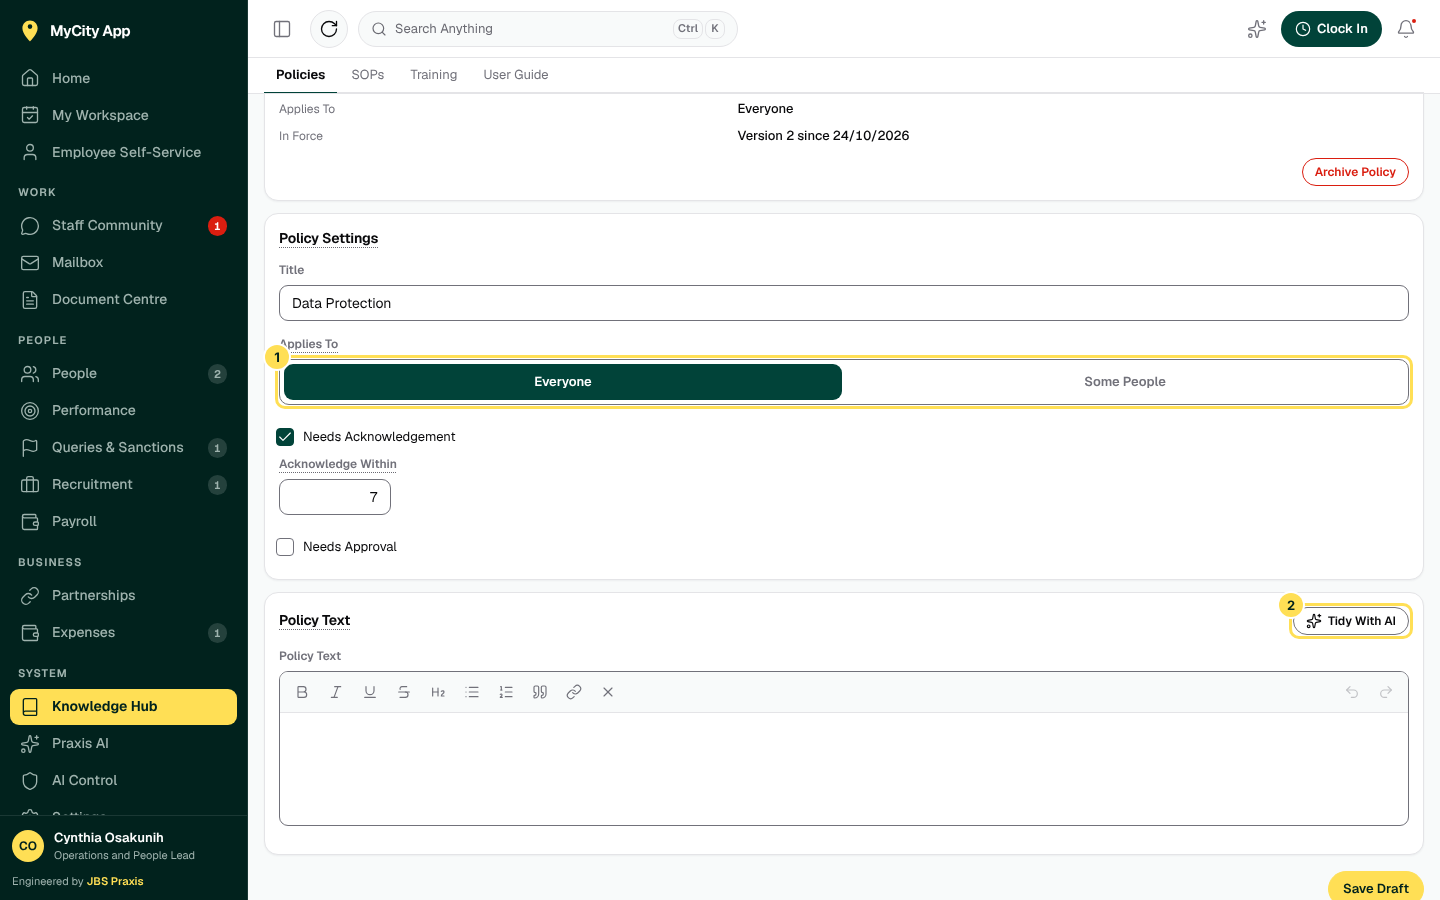 MyCity App
Home
My Workspace
Employee Self-Service
WORK
Staff Community 1
Mailbox
Document Centre
PEOPLE
People 2
Performance
Queries & Sanctions 1
Recruitment 1
Payroll
BUSINESS
Partnerships
Expenses 1
SYSTEM
Knowledge Hub
Praxis AI
AI Control
CO
Cynthia Osakunih
Operations and People Lead
Engineered by JBS Praxis
Search Anything Ctrl K
Clock In
Policies SOPs Training User Guide
Applies To Everyone
In Force Version 2 since 24/10/2026
Archive Policy
Policy Settings
Title
Data Protection
Applies To
1
Everyone Some People
Needs Acknowledgement
Acknowledge Within
7
Needs Approval
2
Policy Text Tidy With AI
Policy Text
B I U S H2
Save Draft